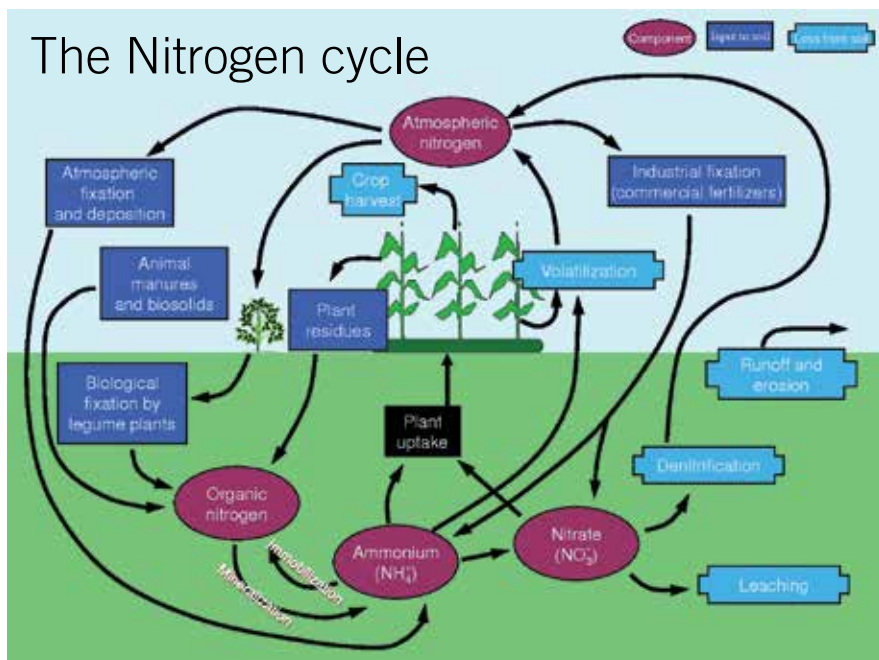 The Nitrogen cycle
Component
Input to soil
Loss from soil
Atmospheric
nitrogen
Atmospheric
fixation
and deposition
Crop
harvest
Industrial fixation
(commercial fertilizers)
Animal
manures
and biosolids
Volatilization
Plant
residues
Runoff and
erosion
Biological
fixation by
legume plants
Plant
uptake
Denitrification
Organic
nitrogen
Immobilization
Mineralization
Ammonium
(NH₄⁺)
Nitrate
(NO₃⁻)
Leaching